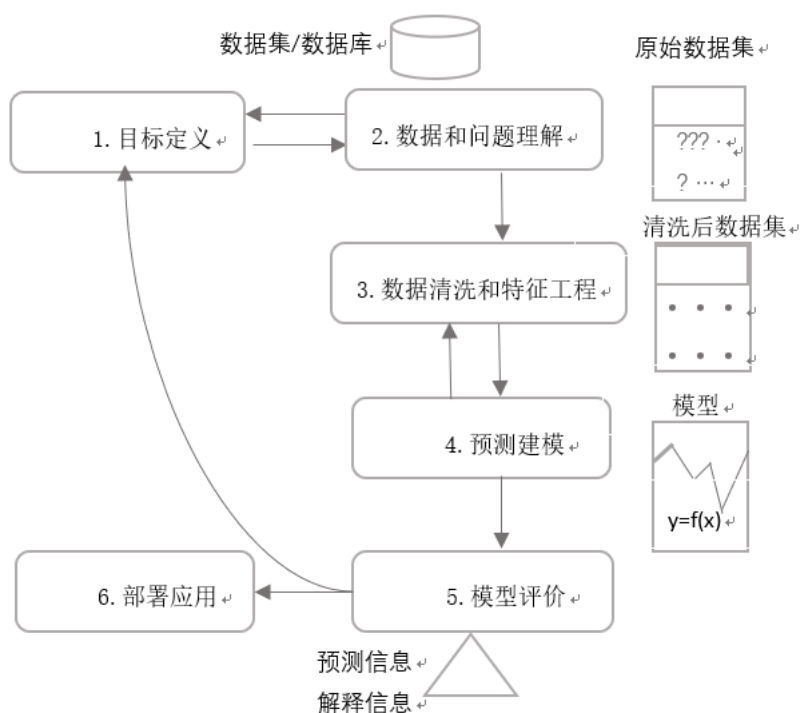 数据集/数据库
原始数据集
1.目标定义
2.数据和问题理解
??? ·
? …
清洗后数据集
3.数据清洗和特征工程
模型
4.预测建模
y=f(x)
6.部署应用
5.模型评价
预测信息
解释信息